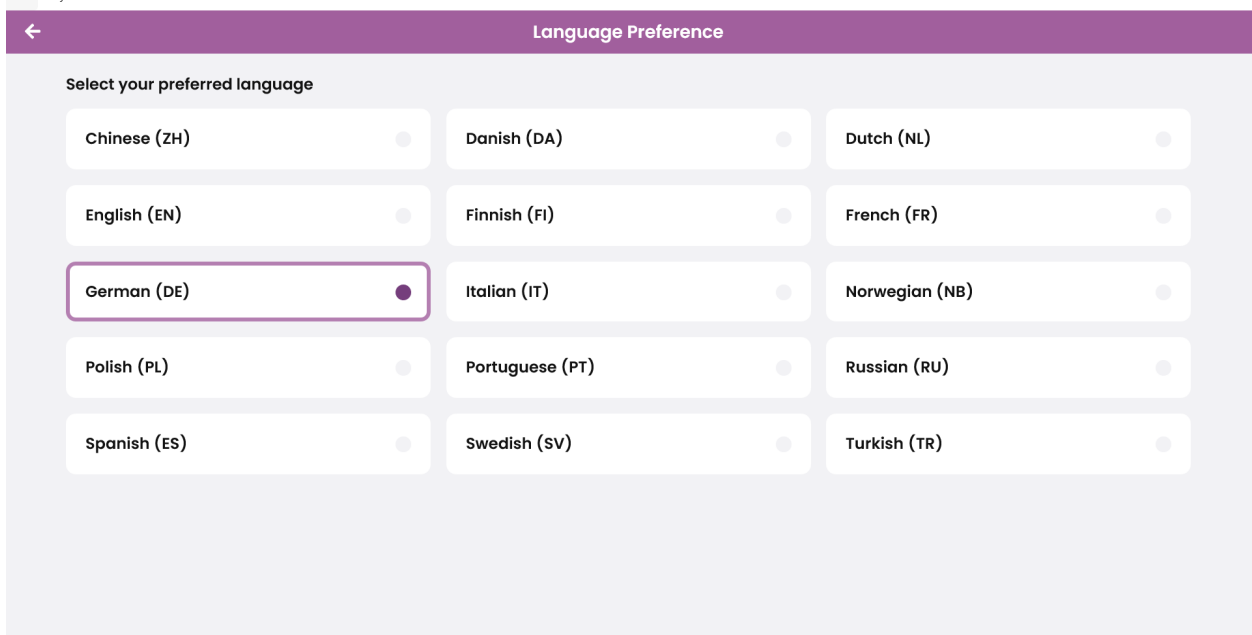 Language Preference
Select your preferred language
Chinese (ZH)
Danish (DA)
Dutch (NL)
English (EN)
Finnish (FI)
French (FR)
German (DE)
Italian (IT)
Norwegian (NB)
Polish (PL)
Portuguese (PT)
Russian (RU)
Spanish (ES)
Swedish (SV)
Turkish (TR)